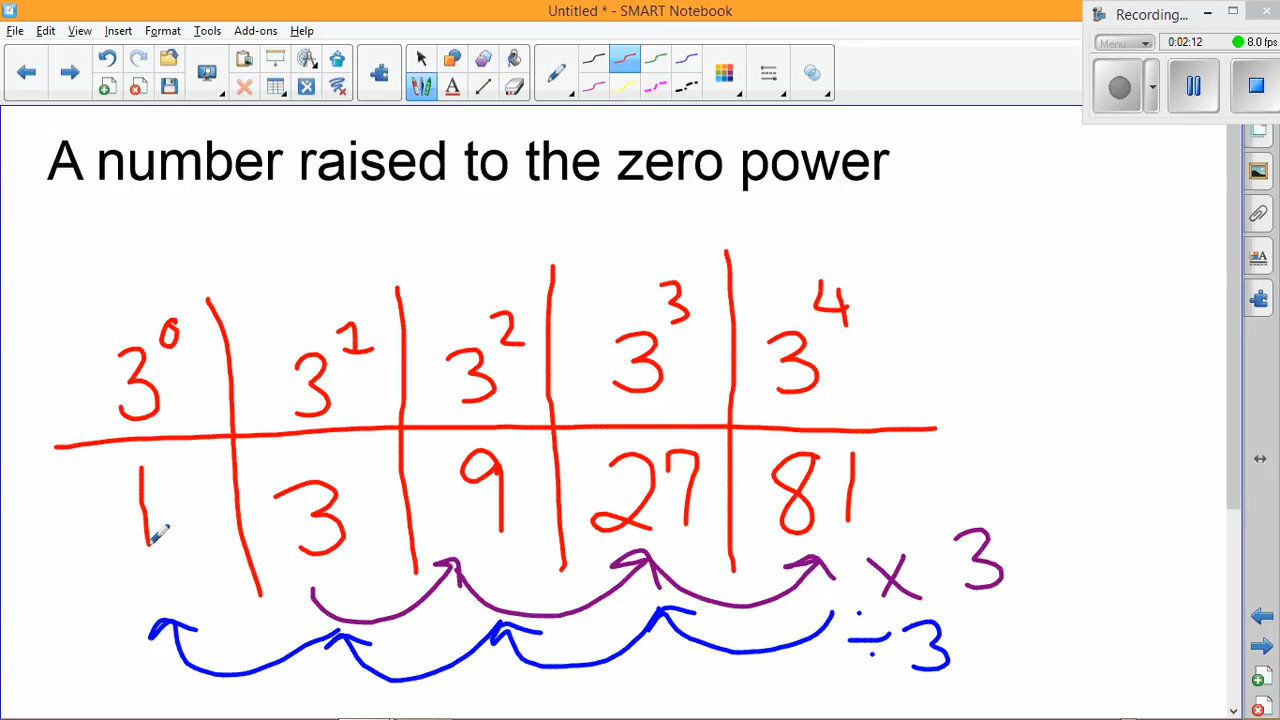 Untitled * - SMART Notebook
Recording...
File Edit View Insert Format Tools Add-ons Help
Menu 0:02:12 8.0 fps
A number raised to the zero power
3⁰ 3¹ 3² 3³ 3⁴
1 3 9 27 81
× 3
÷ 3